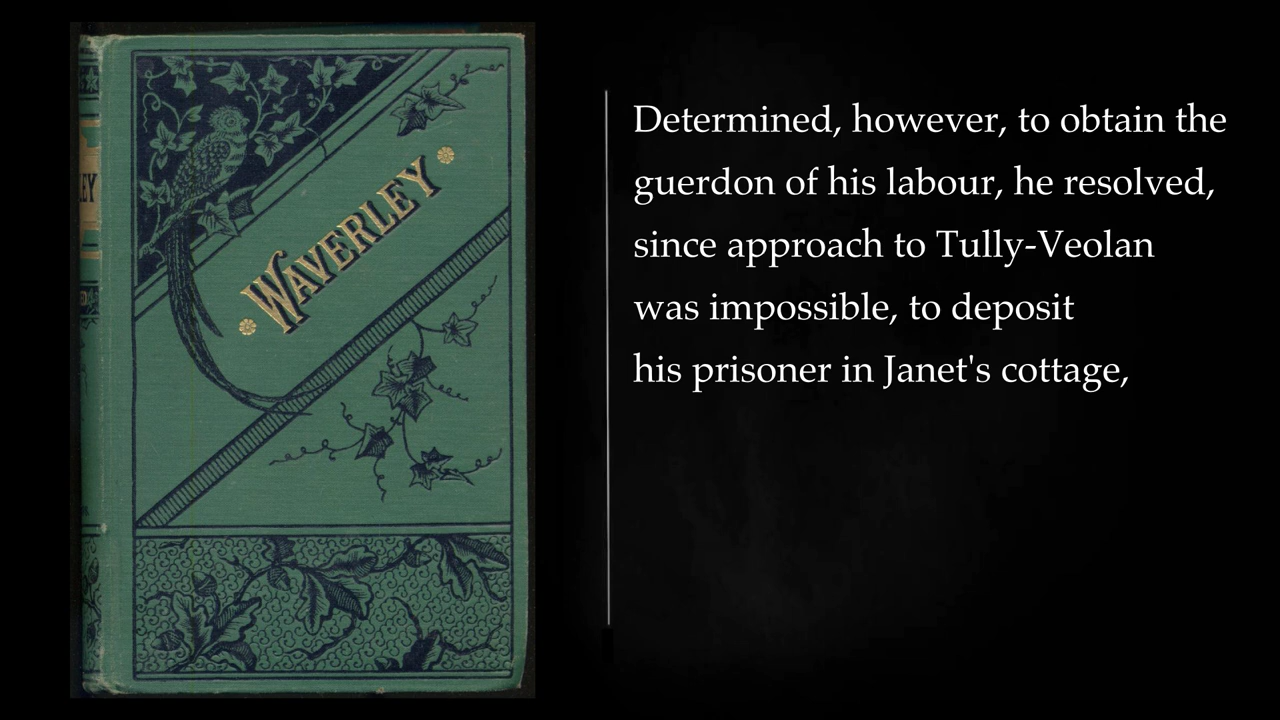 WAVERLEY
EY
Determined, however, to obtain the
guerdon of his labour, he resolved,
since approach to Tully-Veolan
was impossible, to deposit
his prisoner in Janet's cottage,